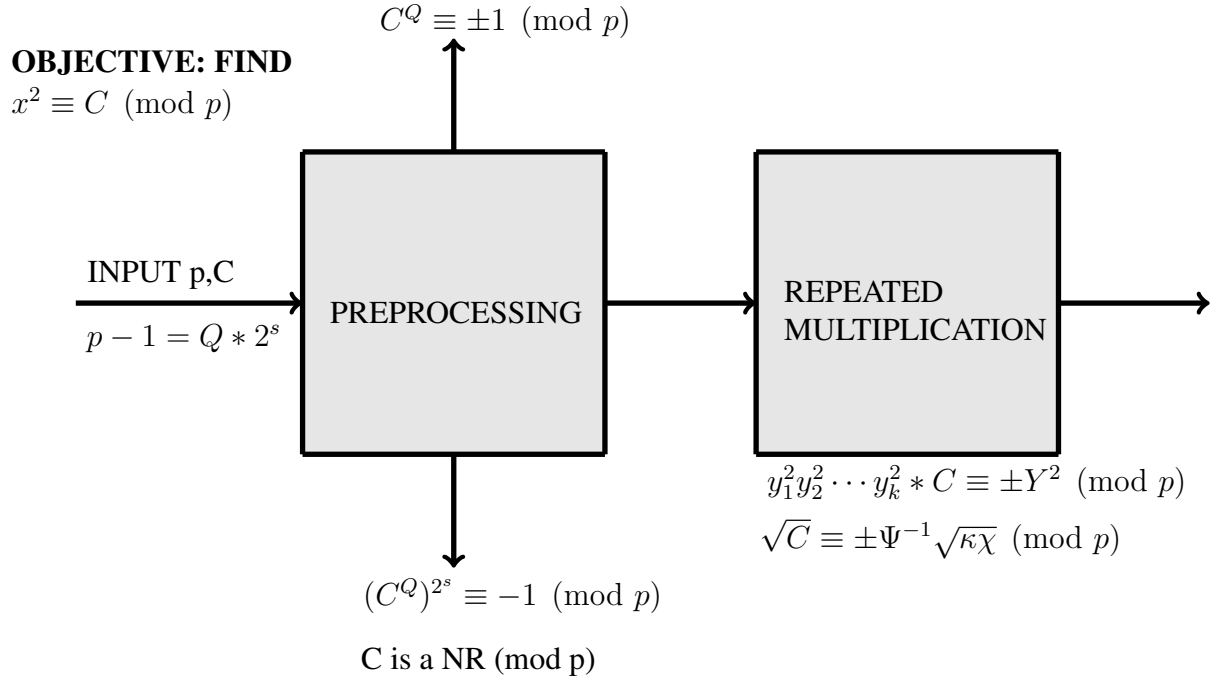 C^Q ≡ ±1 (mod p)
OBJECTIVE: FIND
x^2 ≡ C (mod p)
INPUT p,C
p − 1 = Q ∗ 2^s
PREPROCESSING
REPEATED
MULTIPLICATION
y_1^2 y_2^2 ⋯ y_k^2 ∗ C ≡ ±Y^2 (mod p)
√C ≡ ±Ψ^{−1}√κχ (mod p)
(C^Q)^{2^s} ≡ −1 (mod p)
C is a NR (mod p)